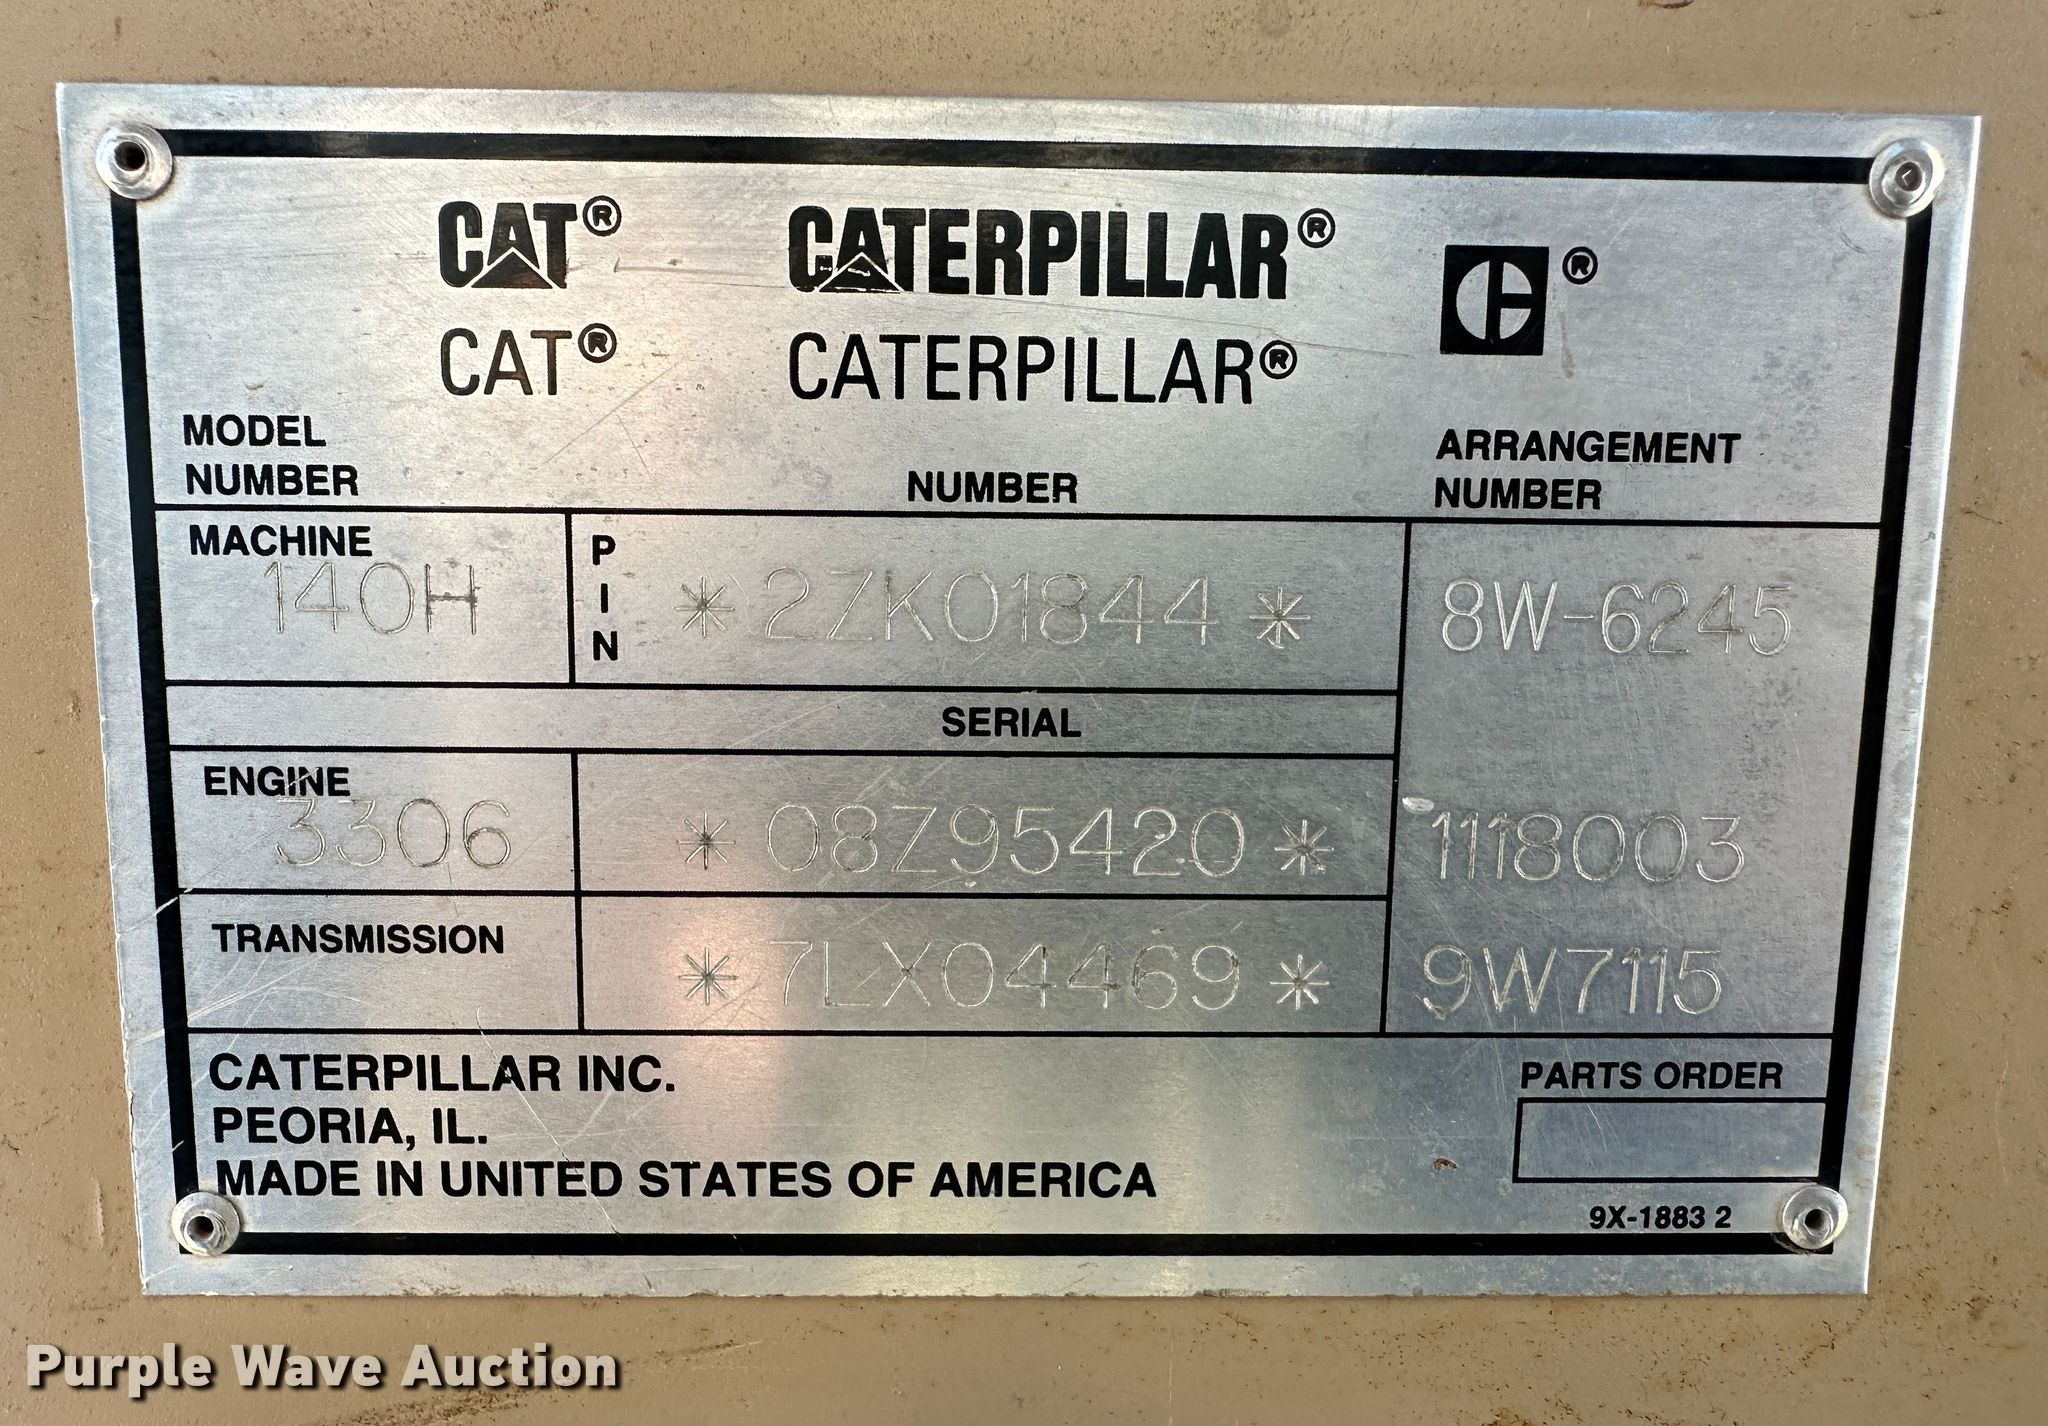 CAT® CATERPILLAR® ®
CAT® CATERPILLAR®
MODEL NUMBER NUMBER ARRANGEMENT NUMBER
MACHINE
140H PIN *2ZK01844* 8W-6245
SERIAL
ENGINE
3306 *08Z95420* 1118003
TRANSMISSION *7LX04469* 9W7115
CATERPILLAR INC. PARTS ORDER
PEORIA, IL.
MADE IN UNITED STATES OF AMERICA
9X-1883 2
Purple Wave Auction